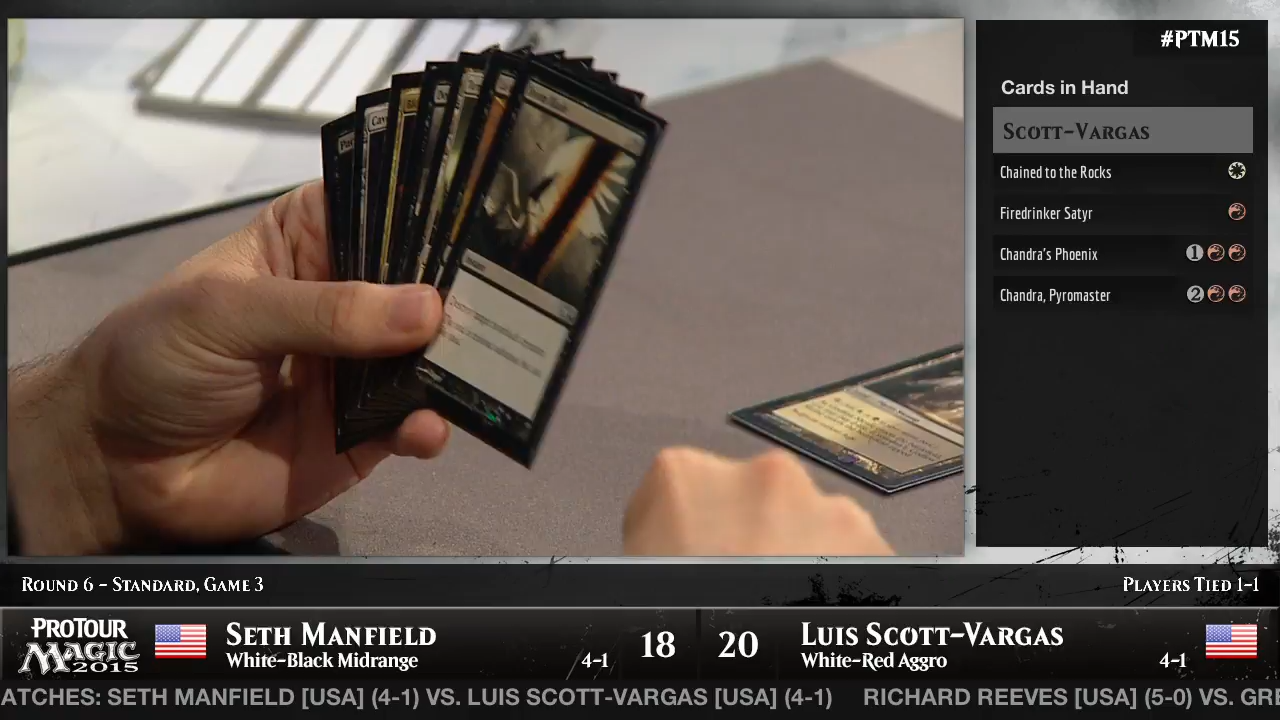 #PTM15
Cards in Hand
SCOTT-VARGAS
Chained to the Rocks
Firedrinker Satyr
Chandra's Phoenix 1
Chandra, Pyromaster 2
ROUND 6 - STANDARD, GAME 3
PLAYERS TIED 1-1
PROTOUR
MAGIC
2015
SETH MANFIELD
White-Black Midrange
4-1
18
20
LUIS SCOTT-VARGAS
White-Red Aggro
4-1
ATCHES: SETH MANFIELD [USA] (4-1) VS. LUIS SCOTT-VARGAS [USA] (4-1) RICHARD REEVES [USA] (5-0) VS. GRE